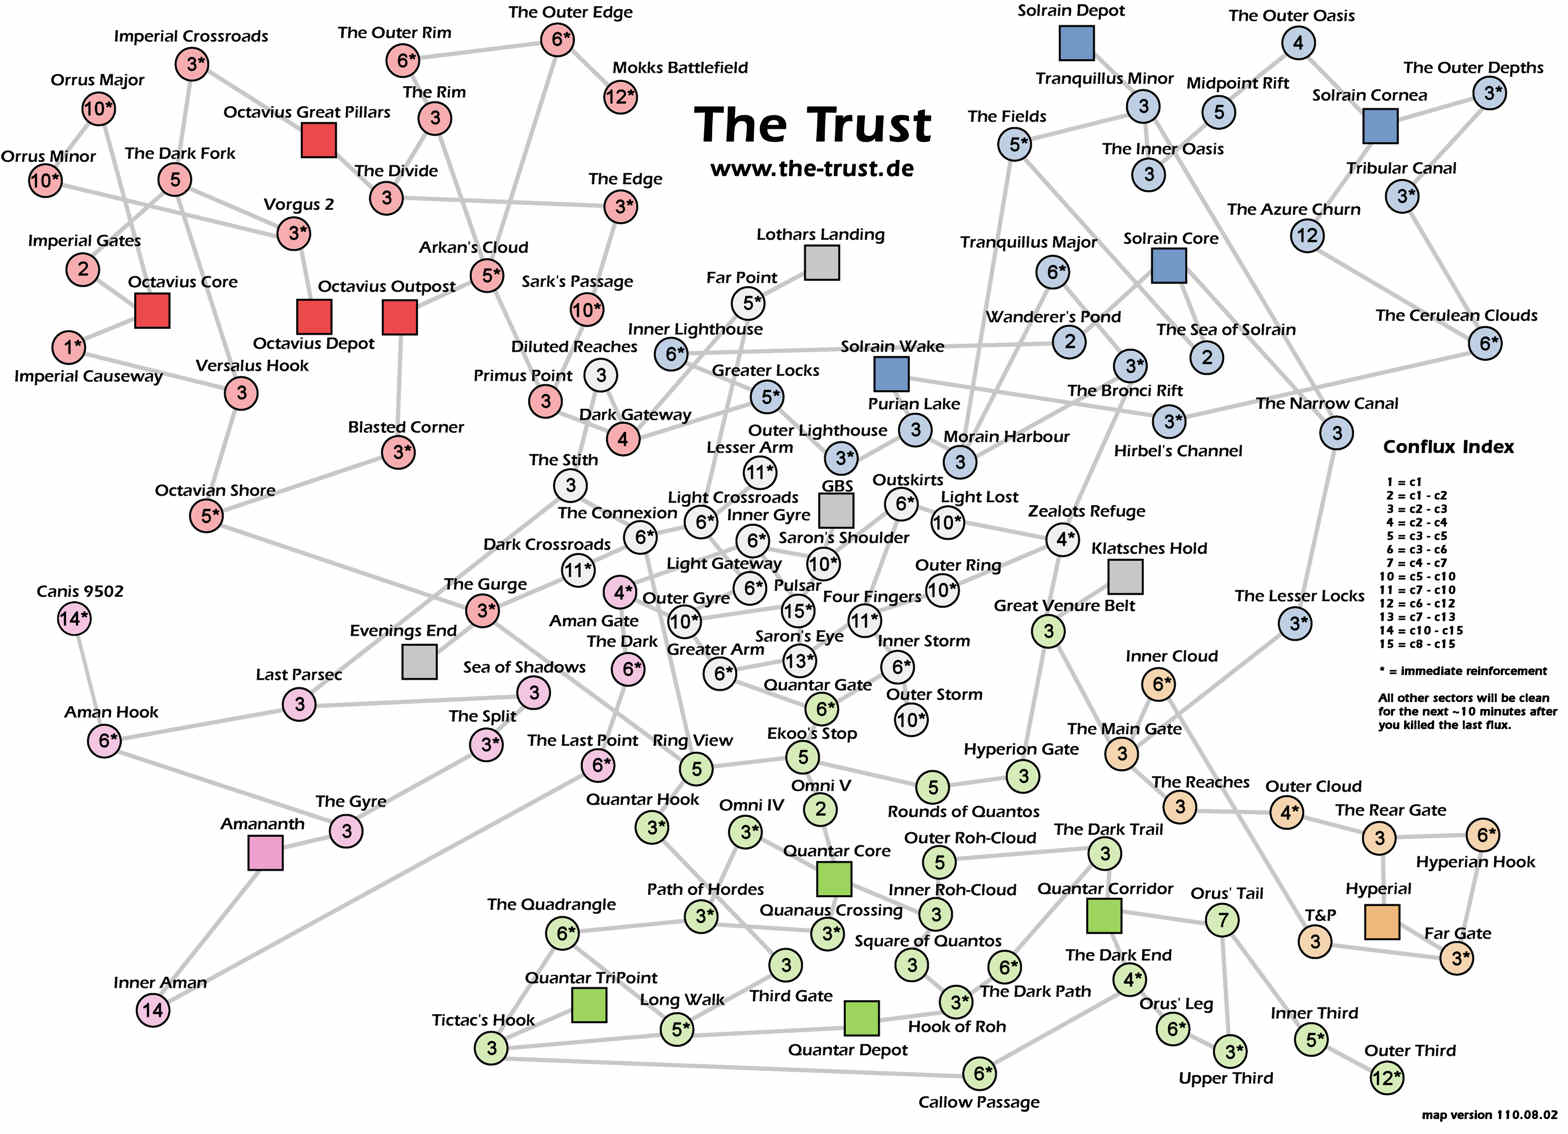 The Trust
www.the-trust.de
Imperial Crossroads
3*
The Outer Rim
6*
The Outer Edge
6*
Mokks Battlefield
12*
Orrus Major
10*
Octavius Great Pillars
The Rim
3
Orrus Minor
10*
The Dark Fork
5
The Divide
3
The Edge
3*
Vorgus 2
3*
Imperial Gates
2
Octavius Core
Octavius Depot
Octavius Outpost
Arkan's Cloud
5*
Sark's Passage
10*
Imperial Causeway
1*
Versalus Hook
3
Diluted Reaches
3
Primus Point
3
Dark Gateway
4
Blasted Corner
3*
Octavian Shore
5*
The Gurge
3*
Solrain Depot
The Outer Oasis
4
Tranquillus Minor
3
Midpoint Rift
5
Solrain Cornea
The Outer Depths
3*
The Fields
5*
The Inner Oasis
3
Tribular Canal
3*
The Azure Churn
12
Lothars Landing
Far Point
5*
Tranquillus Major
6*
Solrain Core
Inner Lighthouse
6*
Wanderer's Pond
2
The Sea of Solrain
2
The Cerulean Clouds
6*
Solrain Wake
Greater Locks
5*
The Bronci Rift
3*
Purian Lake
3
Outer Lighthouse
3*
Morain Harbour
3
Hirbel's Channel
3*
The Narrow Canal
3
The Lesser Locks
3*
The Stith
3
Lesser Arm
11*
GBS
Light Crossroads
6*
The Connexion
6*
Inner Gyre
6*
Outskirts
6*
Light Lost
10*
Zealots Refuge
4*
Saron's Shoulder
10*
Dark Crossroads
11*
Light Gateway
6*
Klatsches Hold
Outer Ring
10*
Aman Gate
4*
Outer Gyre
10*
Pulsar
15*
Four Fingers
11*
Great Venure Belt
3
Evenings End
The Dark
6*
Greater Arm
6*
Saron's Eye
13*
Inner Storm
6*
Outer Storm
10*
Quantar Gate
6*
Canis 9502
14*
Last Parsec
3
Sea of Shadows
3
Aman Hook
6*
The Split
3*
The Last Point
6*
The Gyre
3
Amananth
Inner Aman
14
Ring View
5
Ekoo's Stop
5
Hyperion Gate
3
Rounds of Quantos
5
Quantar Hook
3*
Omni IV
3*
Omni V
2
Quantar Core
Outer Roh-Cloud
5
The Dark Trail
3
Inner Roh-Cloud
3
Quantar Corridor
Orus' Tail
7
Path of Hordes
3*
The Quadrangle
6*
Quanaus Crossing
3*
Square of Quantos
3
Third Gate
3
The Dark Path
6*
The Dark End
4*
Quantar TriPoint
Long Walk
5*
Tictac's Hook
3
Quantar Depot
Hook of Roh
3*
Orus' Leg
6*
Upper Third
3*
Inner Third
5*
Outer Third
12*
Callow Passage
6*
Inner Cloud
6*
The Main Gate
3
The Reaches
3
Outer Cloud
4*
The Rear Gate
3
Hyperian Hook
6*
Hyperial
T&P
3
Far Gate
3*
Conflux Index
1 = c1
2 = c1 - c2
3 = c2 - c3
4 = c2 - c4
5 = c3 - c5
6 = c3 - c6
7 = c4 - c7
10 = c5 - c10
11 = c7 - c10
12 = c6 - c12
13 = c7 - c13
14 = c10 - c15
15 = c8 - c15
* = immediate reinforcement
All other sectors will be clean
for the next ~10 minutes after
you killed the last flux.
map version 110.08.02